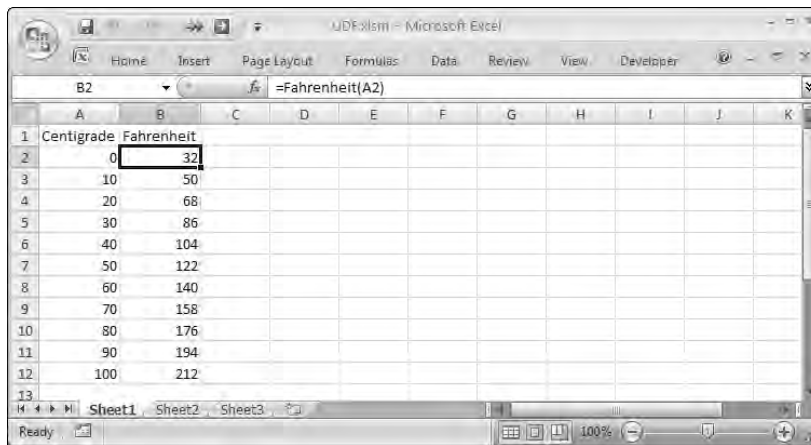 UDF.xlsm - Microsoft Excel
Home Insert Page Layout Formulas Data Review View Developer
B2 fx =Fahrenheit(A2)
A B C D E F G H I J K
1 Centigrade Fahrenheit
2 0 32
3 10 50
4 20 68
5 30 86
6 40 104
7 50 122
8 60 140
9 70 158
10 80 176
11 90 194
12 100 212
13
Sheet1 Sheet2 Sheet3
Ready 100%